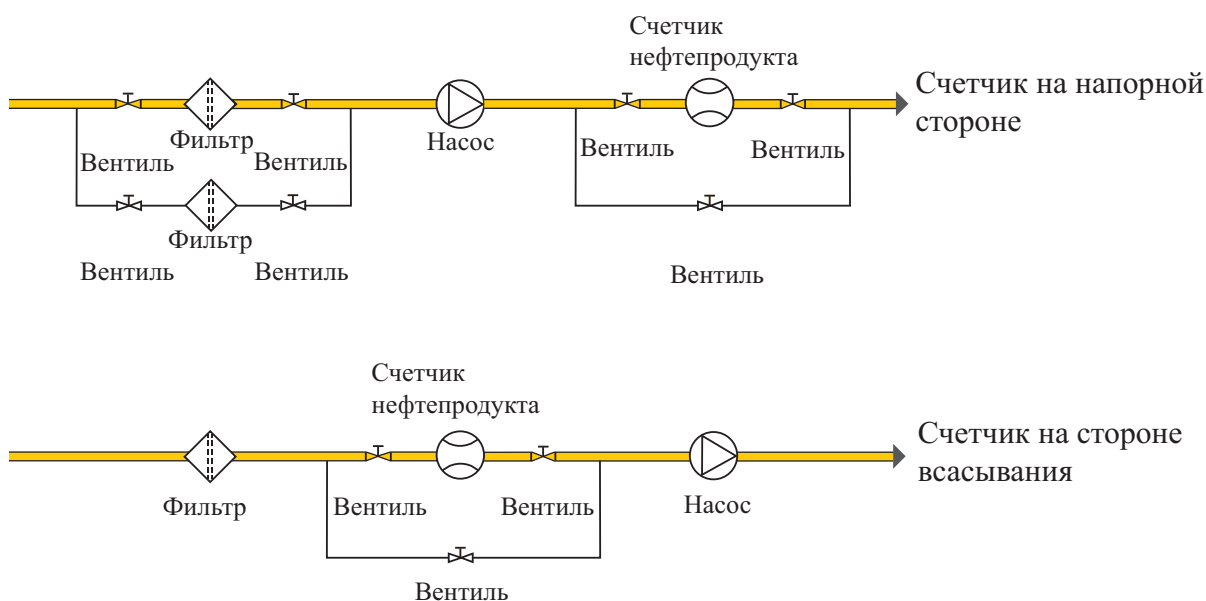 Счетчик
нефтепродукта
Счетчик на напорной
стороне
Фильтр
Насос
Вентиль
Вентиль
Вентиль
Вентиль
Фильтр
Вентиль
Вентиль
Вентиль
Счетчик
нефтепродукта
Счетчик на стороне
всасывания
Фильтр
Вентиль
Вентиль
Насос
Вентиль